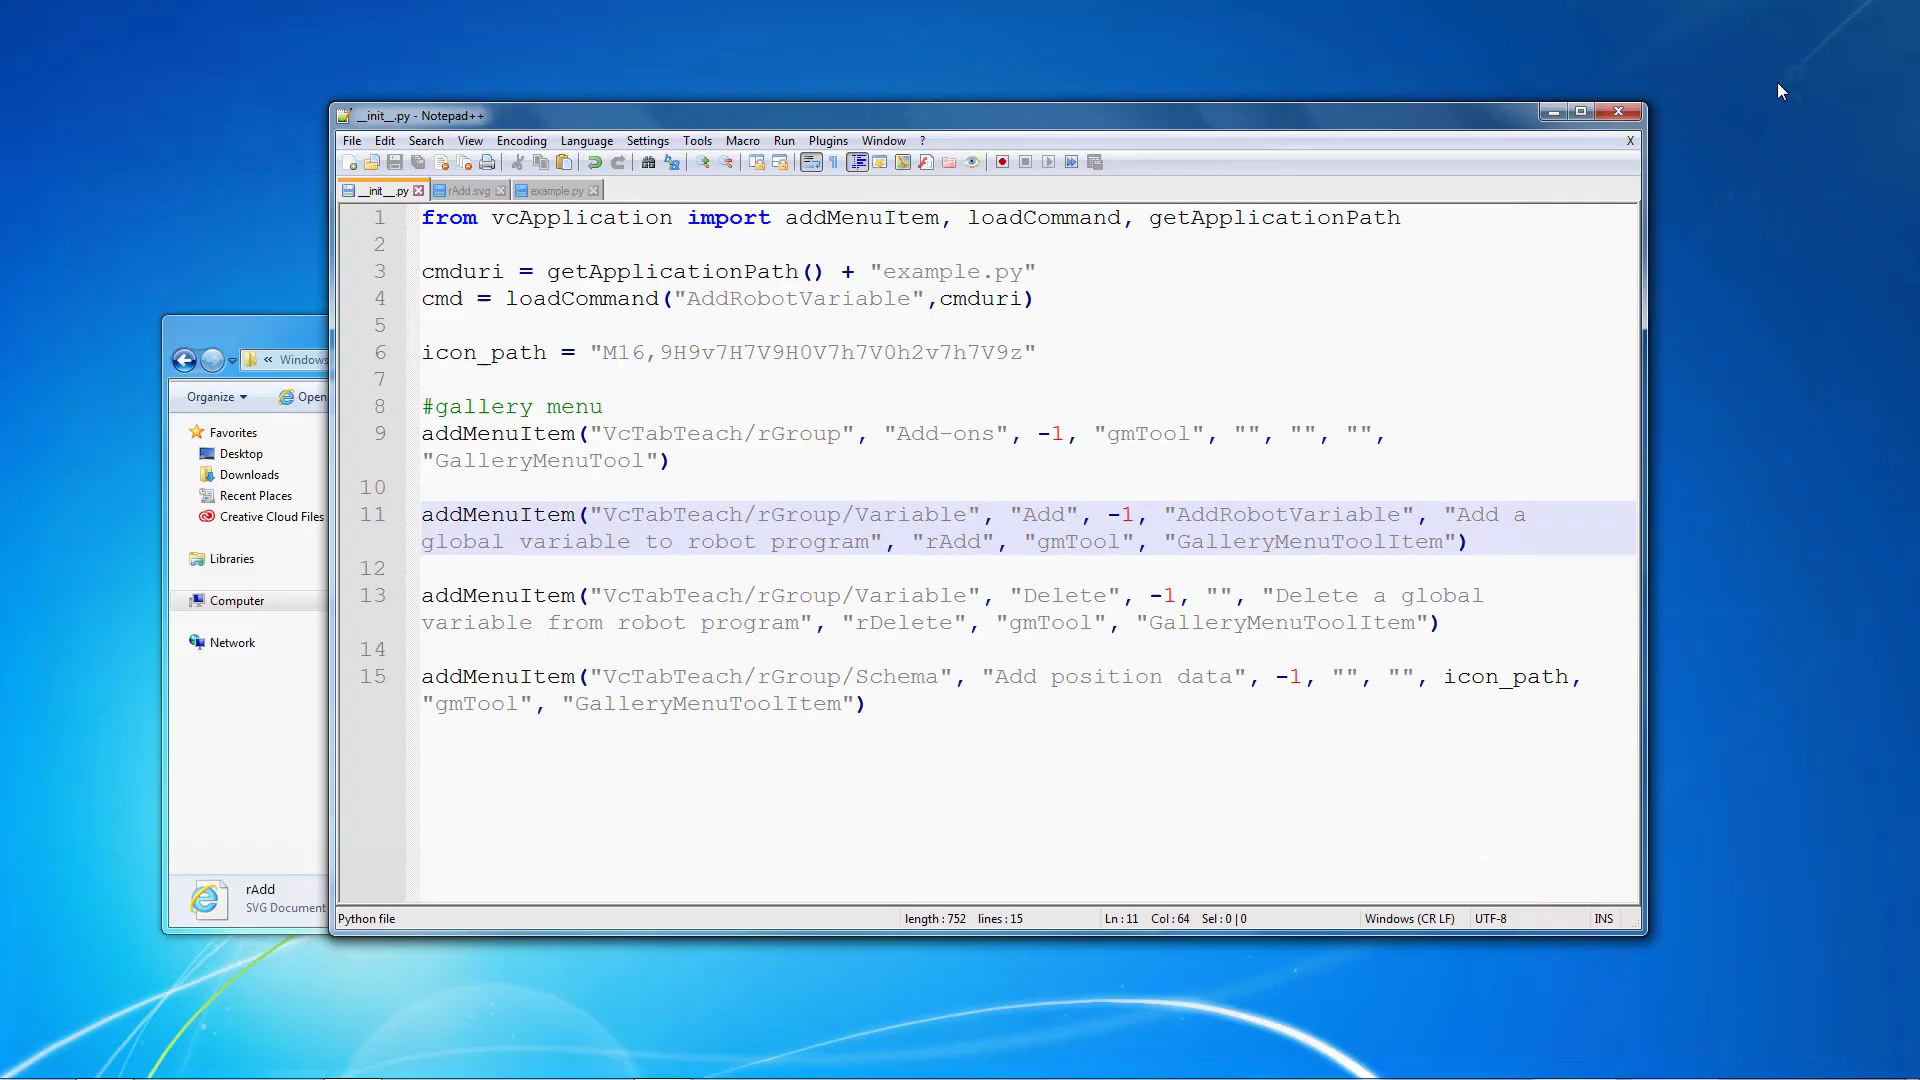 __init__.py - Notepad++
File Edit Search View Encoding Language Settings Tools Macro Run Plugins Window ? X
__init__.py rAdd.svg example.py
1 from vcApplication import addMenuItem, loadCommand, getApplicationPath
2
3 cmduri = getApplicationPath() + "example.py"
4 cmd = loadCommand("AddRobotVariable",cmduri)
5
6 icon_path = "M16,9H9v7H7V9H0V7h7V0h2v7h7V9z"
7
8 #gallery menu
9 addMenuItem("VcTabTeach/rGroup", "Add-ons", -1, "gmTool", "", "", "",
"GalleryMenuTool")
10
11 addMenuItem("VcTabTeach/rGroup/Variable", "Add", -1, "AddRobotVariable", "Add a
global variable to robot program", "rAdd", "gmTool", "GalleryMenuToolItem")
12
13 addMenuItem("VcTabTeach/rGroup/Variable", "Delete", -1, "", "Delete a global
variable from robot program", "rDelete", "gmTool", "GalleryMenuToolItem")
14
15 addMenuItem("VcTabTeach/rGroup/Schema", "Add position data", -1, "", "", icon_path,
"gmTool", "GalleryMenuToolItem")
Python file length : 752 lines : 15 Ln : 11 Col : 64 Sel : 0 | 0 Windows (CR LF) UTF-8 INS
« Windows
Organize Open
Favorites
Desktop
Downloads
Recent Places
Creative Cloud Files
Libraries
Computer
Network
rAdd
SVG Document